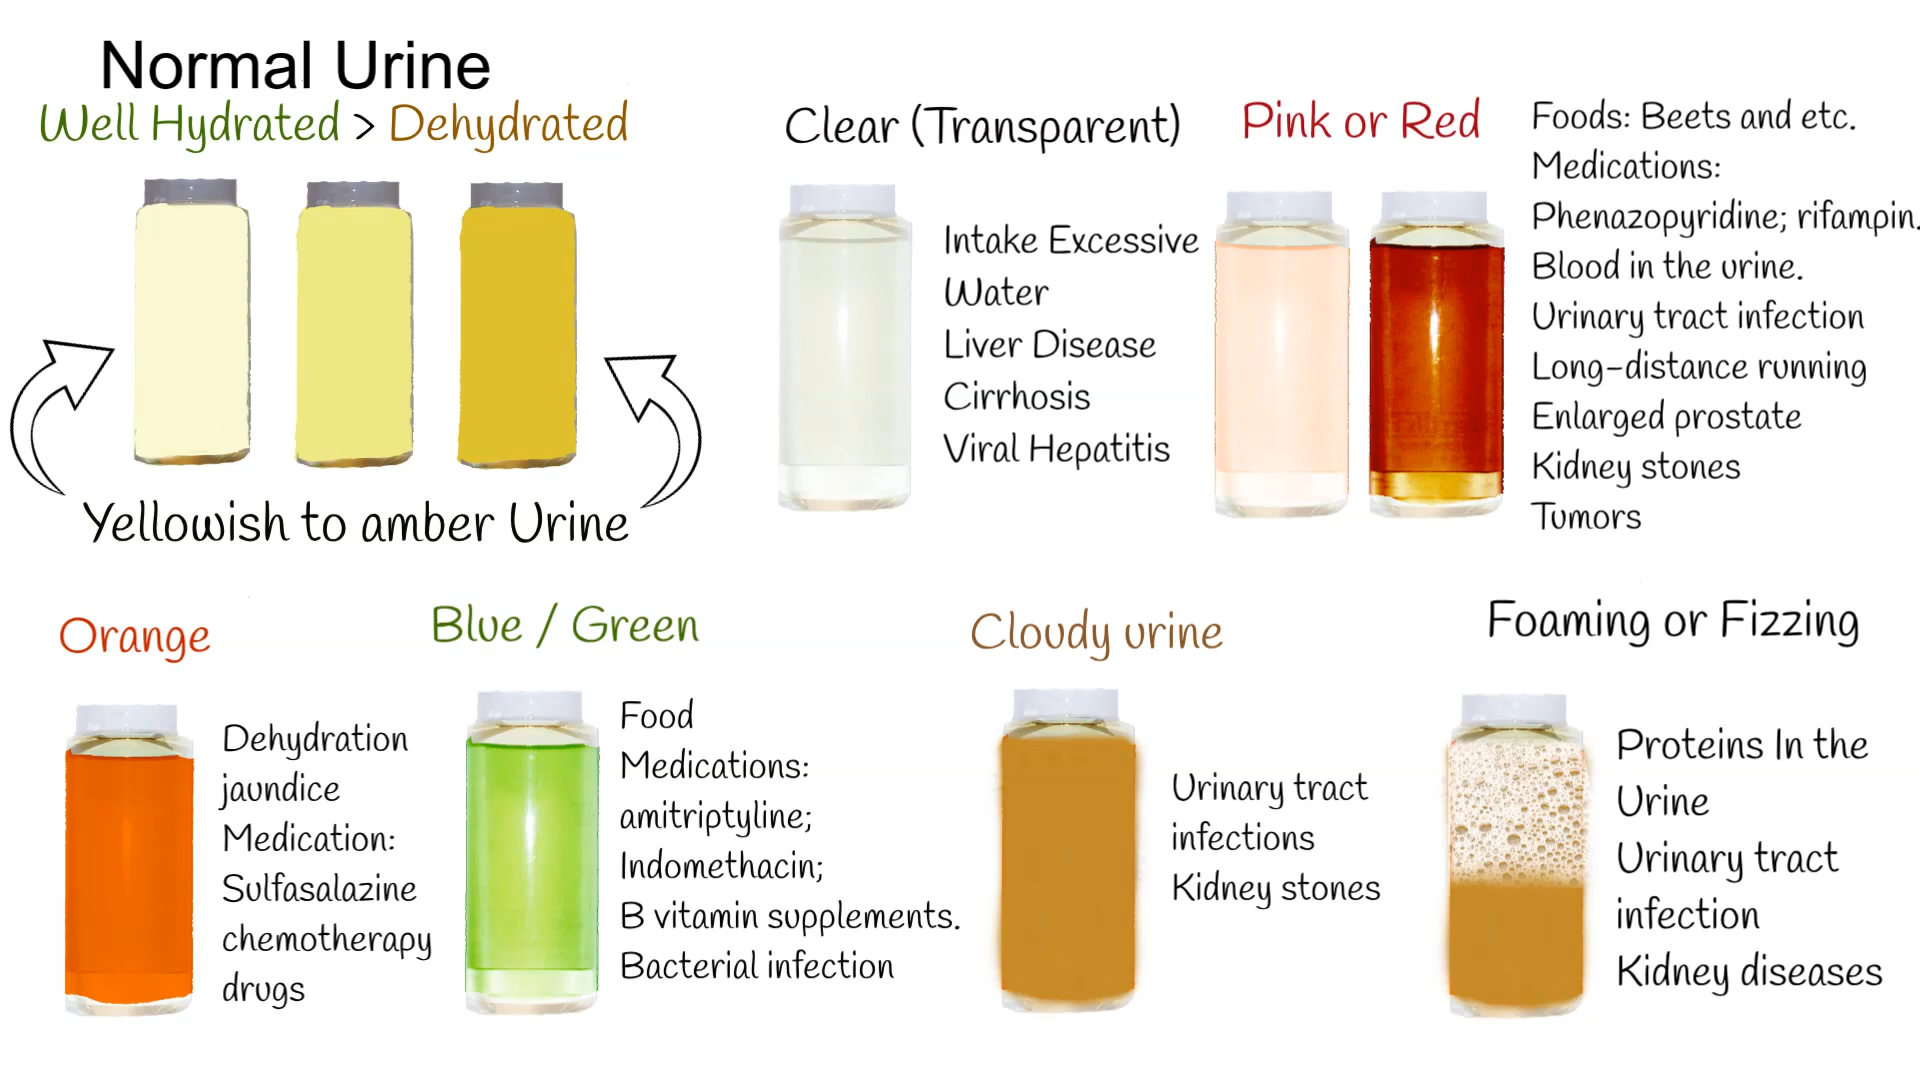 Normal Urine
Well Hydrated > Dehydrated
Yellowish to amber Urine
Clear (Transparent)
Intake Excessive
Water
Liver Disease
Cirrhosis
Viral Hepatitis
Pink or Red
Foods: Beets and etc.
Medications:
Phenazopyridine; rifampin.
Blood in the urine.
Urinary tract infection
Long-distance running
Enlarged prostate
Kidney stones
Tumors
Orange
Dehydration
jaundice
Medication:
Sulfasalazine
chemotherapy
drugs
Blue / Green
Food
Medications:
amitriptyline;
Indomethacin;
B vitamin supplements.
Bacterial infection
Cloudy urine
Urinary tract
infections
Kidney stones
Foaming or Fizzing
Proteins In the
Urine
Urinary tract
infection
Kidney diseases